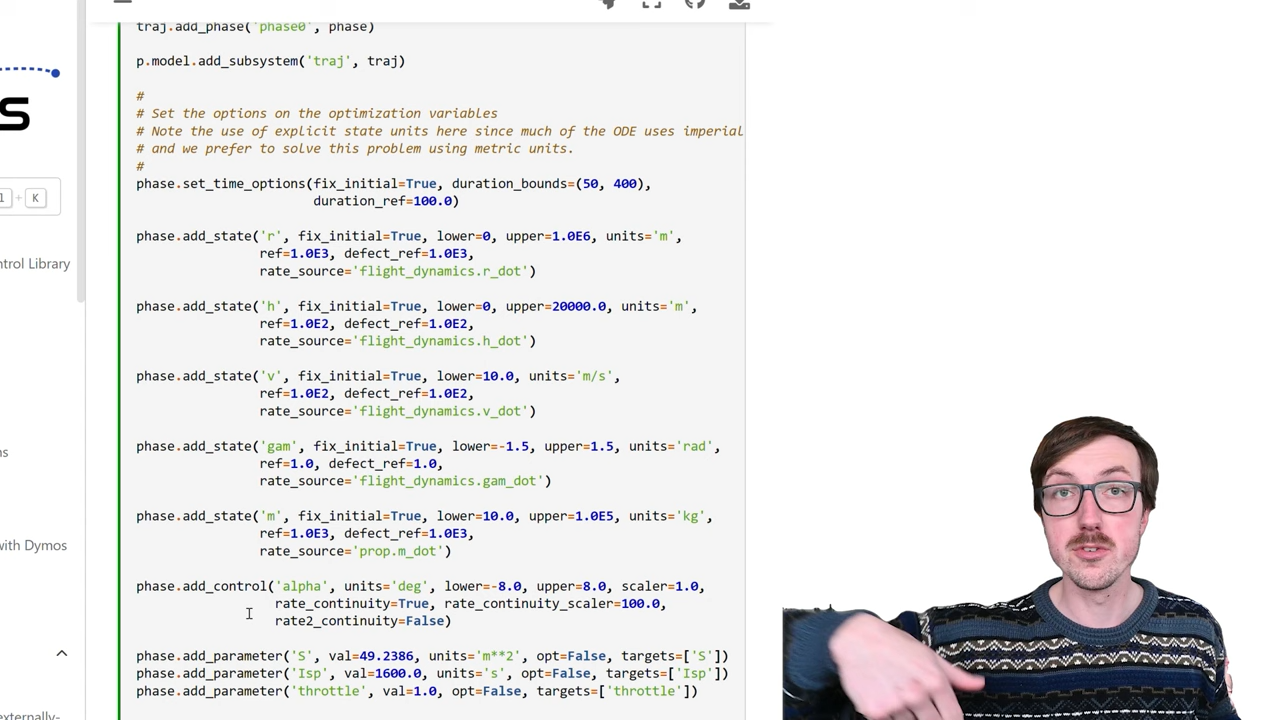 traj.add_phase('phase0', phase)
p.model.add_subsystem('traj', traj)
#
# Set the options on the optimization variables
# Note the use of explicit state units here since much of the ODE uses imperial
# and we prefer to solve this problem using metric units.
#
phase.set_time_options(fix_initial=True, duration_bounds=(50, 400),
duration_ref=100.0)
phase.add_state('r', fix_initial=True, lower=0, upper=1.0E6, units='m',
ref=1.0E3, defect_ref=1.0E3,
rate_source='flight_dynamics.r_dot')
phase.add_state('h', fix_initial=True, lower=0, upper=20000.0, units='m',
ref=1.0E2, defect_ref=1.0E2,
rate_source='flight_dynamics.h_dot')
phase.add_state('v', fix_initial=True, lower=10.0, units='m/s',
ref=1.0E2, defect_ref=1.0E2,
rate_source='flight_dynamics.v_dot')
phase.add_state('gam', fix_initial=True, lower=-1.5, upper=1.5, units='rad',
ref=1.0, defect_ref=1.0,
rate_source='flight_dynamics.gam_dot')
phase.add_state('m', fix_initial=True, lower=10.0, upper=1.0E5, units='kg',
ref=1.0E3, defect_ref=1.0E3,
rate_source='prop.m_dot')
phase.add_control('alpha', units='deg', lower=-8.0, upper=8.0, scaler=1.0,
rate_continuity=True, rate_continuity_scaler=100.0,
rate2_continuity=False)
phase.add_parameter('S', val=49.2386, units='m**2', opt=False, targets=['S'])
phase.add_parameter('Isp', val=1600.0, units='s', opt=False, targets=['Isp'])
phase.add_parameter('throttle', val=1.0, opt=False, targets=['throttle'])
S
+ K
ntrol Library
ns
with Dymos
externally-